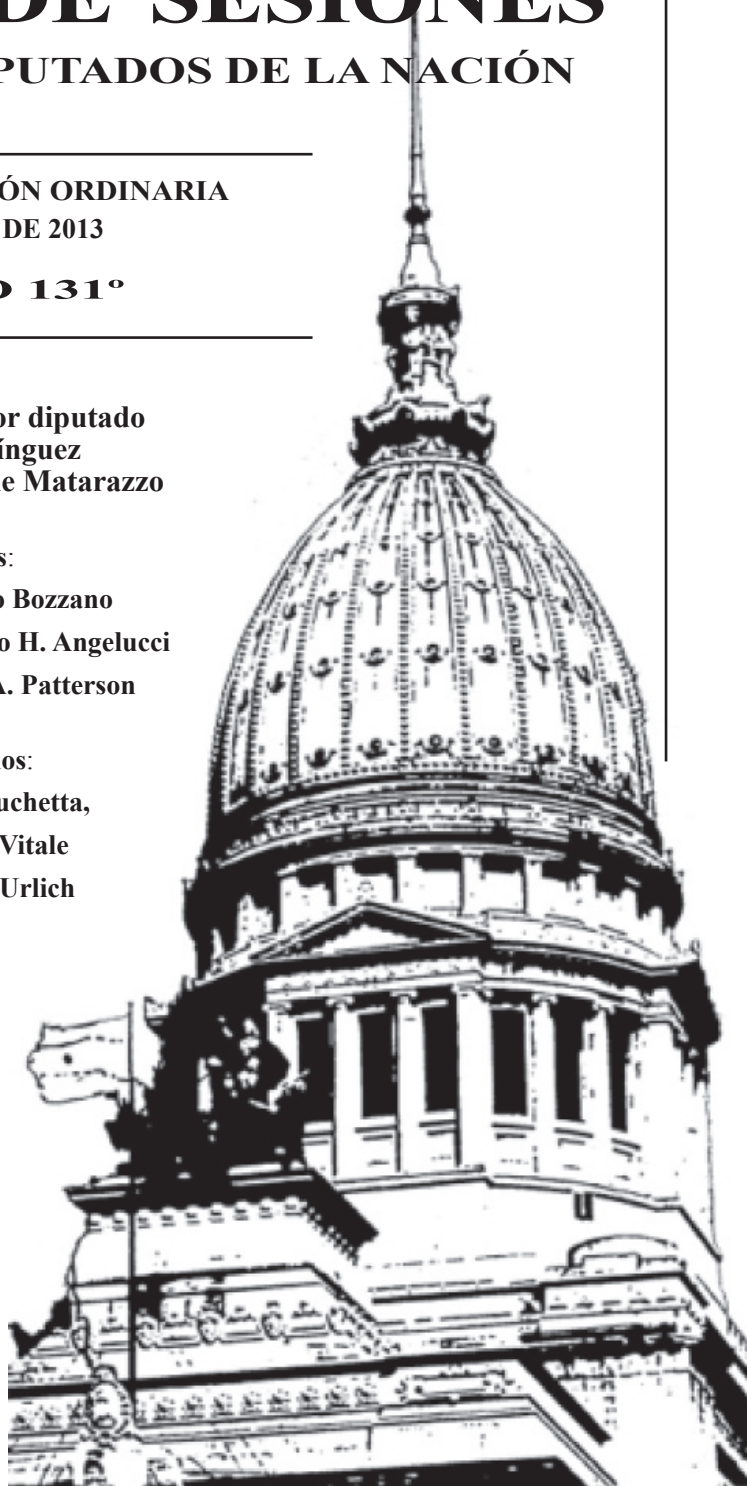 DE SESIONES
PUTADOS DE LA NACIÓN
ÓN ORDINARIA
DE 2013
O 131º
or diputado
ínguez
e Matarazzo
s:
o Bozzano
o H. Angelucci
A. Patterson
ios:
uchetta,
Vitale
Urlich